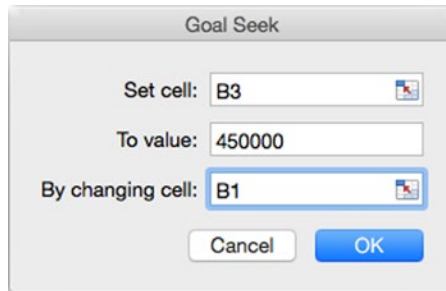 Goal Seek
Set cell: B3
To value: 450000
By changing cell: B1
Cancel OK